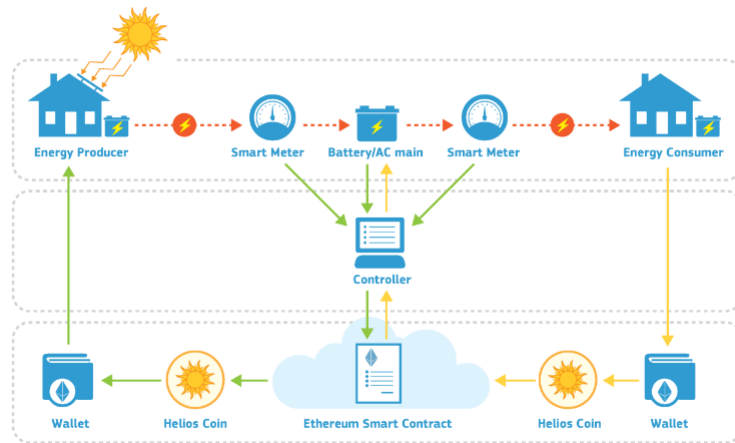 Energy Producer
Smart Meter
Battery/AC main
Smart Meter
Energy Consumer
Controller
Wallet
Helios Coin
Ethereum Smart Contract
Helios Coin
Wallet